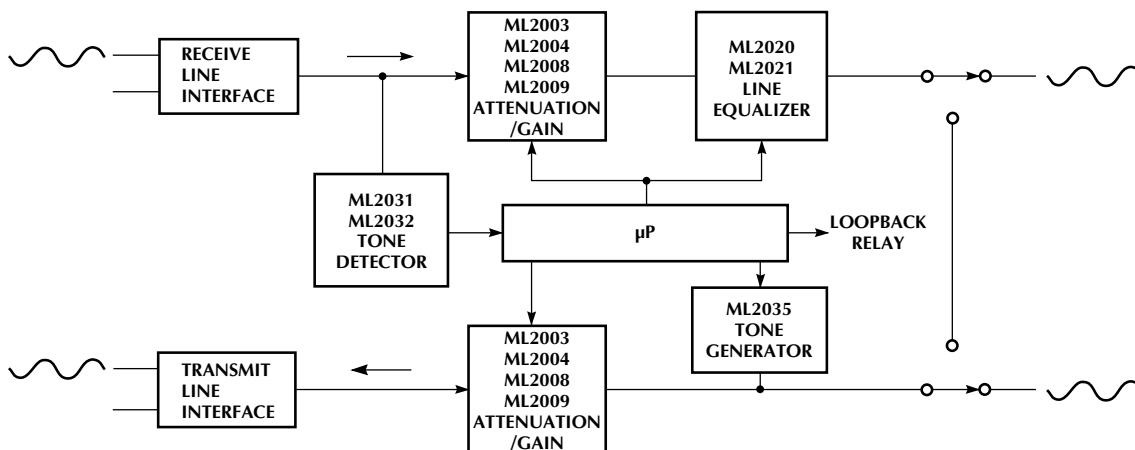 RECEIVE
LINE
INTERFACE
ML2003
ML2004
ML2008
ML2009
ATTENUATION
/GAIN
ML2020
ML2021
LINE
EQUALIZER
ML2031
ML2032
TONE
DETECTOR
µP
LOOPBACK
RELAY
TRANSMIT
LINE
INTERFACE
ML2003
ML2004
ML2008
ML2009
ATTENUATION
/GAIN
ML2035
TONE
GENERATOR